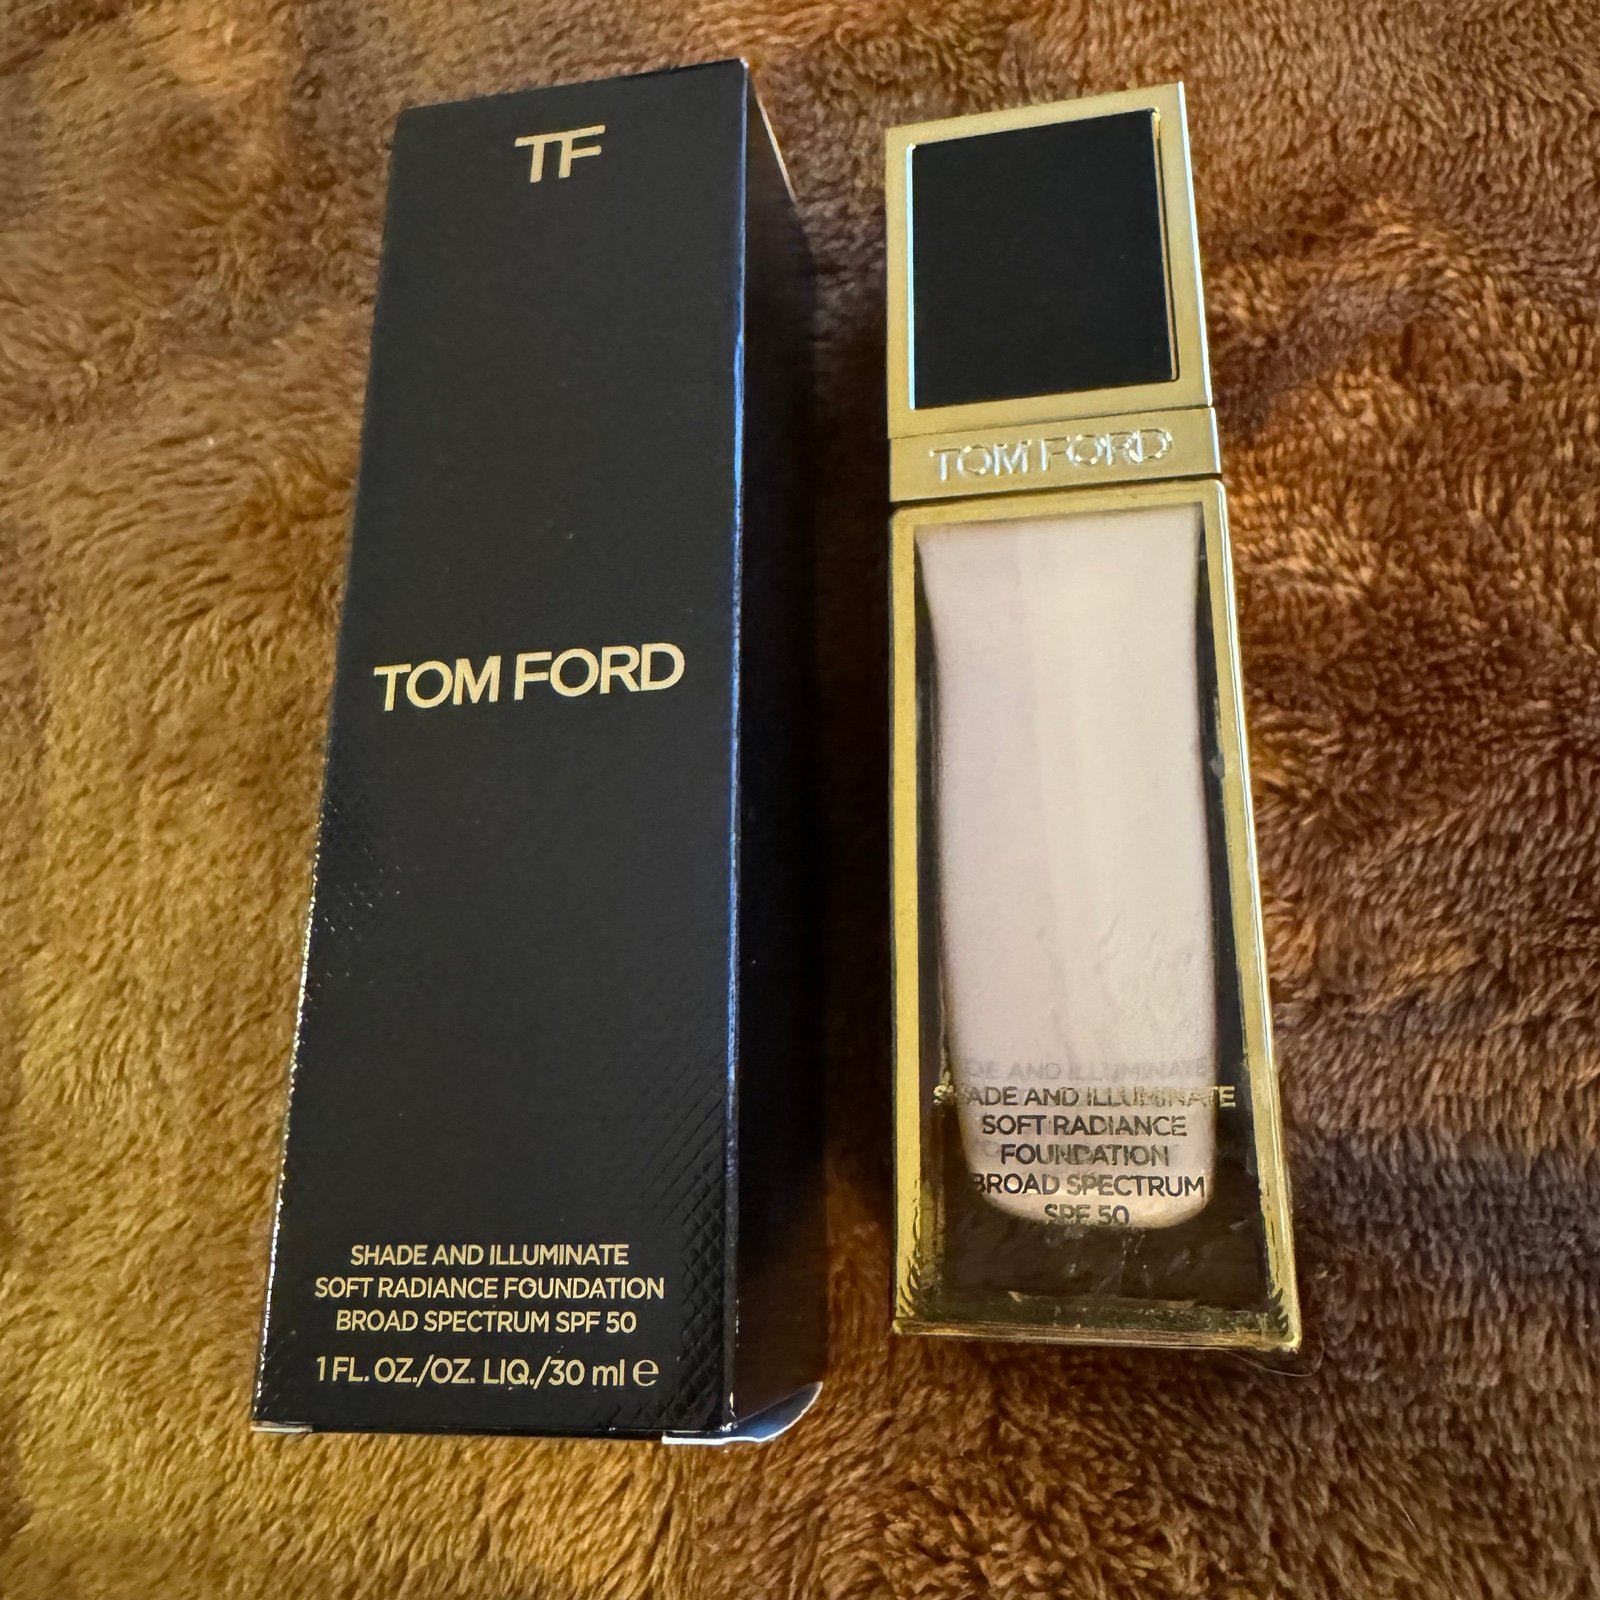 TF
TOM FORD
SHADE AND ILLUMINATE
SOFT RADIANCE FOUNDATION
BROAD SPECTRUM SPF 50
1 FL. OZ./OZ. LIQ./30 ml ℮
TOM FORD
SHADE AND ILLUMINATE
SOFT RADIANCE
FOUNDATION
BROAD SPECTRUM
SPF 50